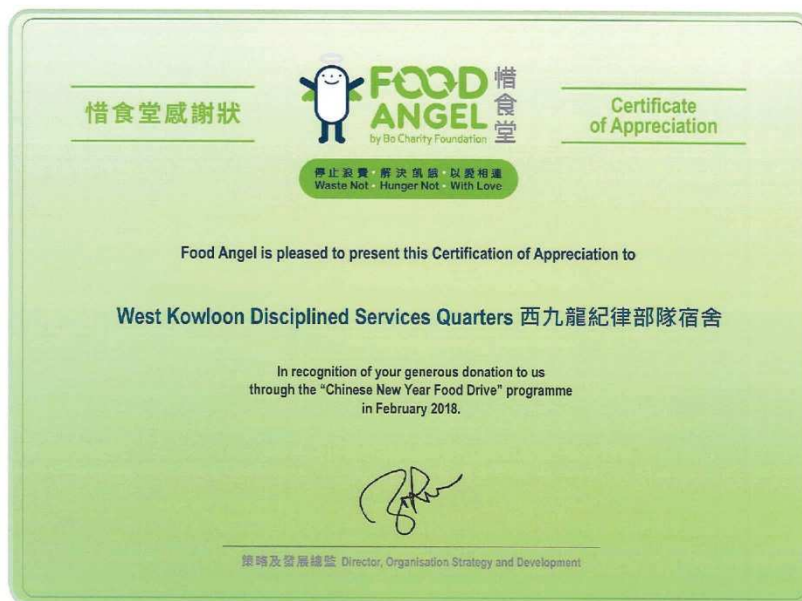 惜食堂感謝狀
FOOD
ANGEL
by Bo Charity Foundation
惜食堂
Certificate
of Appreciation
停止浪費・解決飢餓・以愛相連
Waste Not・Hunger Not・With Love
Food Angel is pleased to present this Certification of Appreciation to
West Kowloon Disciplined Services Quarters 西九龍紀律部隊宿舍
In recognition of your generous donation to us
through the “Chinese New Year Food Drive” programme
in February 2018.
策略及發展總監 Director, Organisation Strategy and Development